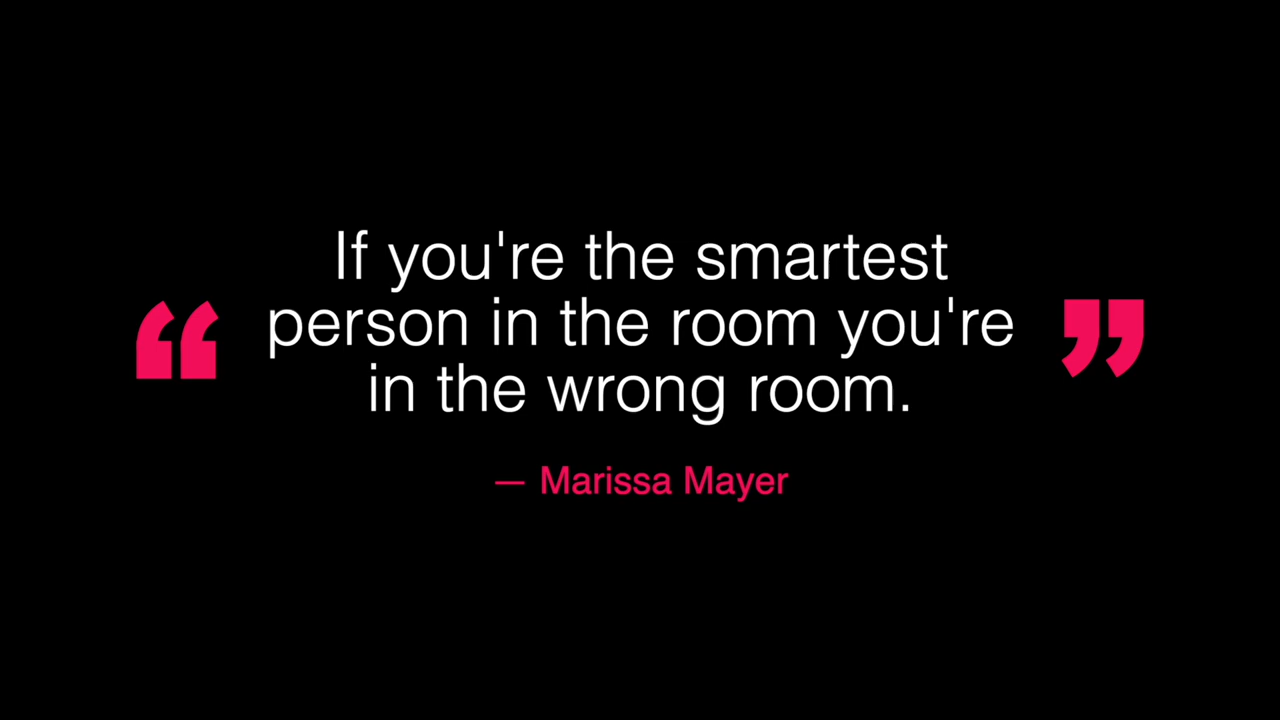 If you're the smartest
“ person in the room you're ”
in the wrong room.
— Marissa Mayer